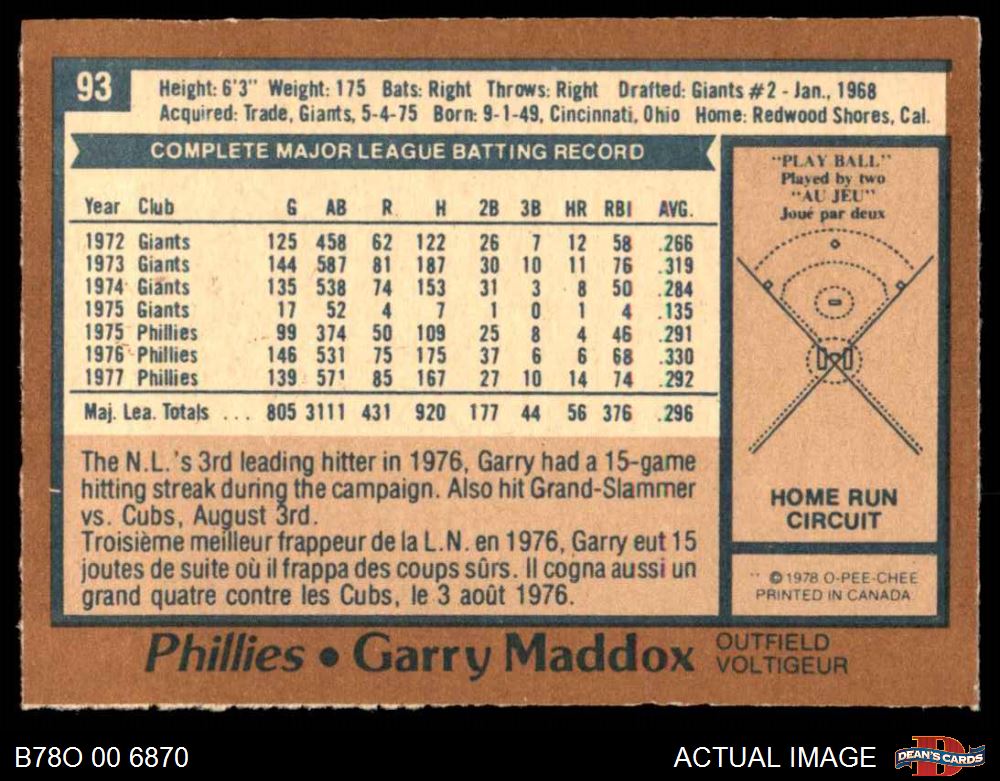 93
Height: 6'3" Weight: 175 Bats: Right Throws: Right Drafted: Giants #2 - Jan., 1968
Acquired: Trade, Giants, 5-4-75 Born: 9-1-49, Cincinnati, Ohio Home: Redwood Shores, Cal.
COMPLETE MAJOR LEAGUE BATTING RECORD
Year Club G AB R H 2B 3B HR RBI AVG.
1972 Giants 125 458 62 122 26 7 12 58 .266
1973 Giants 144 587 81 187 30 10 11 76 .319
1974 Giants 135 538 74 153 31 3 8 50 .284
1975 Giants 17 52 4 7 1 0 1 4 .135
1975 Phillies 99 374 50 109 25 8 4 46 .291
1976 Phillies 146 531 75 175 37 6 6 68 .330
1977 Phillies 139 571 85 167 27 10 14 74 .292
Maj. Lea. Totals ... 805 3111 431 920 177 44 56 376 .296
The N.L.'s 3rd leading hitter in 1976, Garry had a 15-game
hitting streak during the campaign. Also hit Grand-Slammer
vs. Cubs, August 3rd.
Troisième meilleur frappeur de la L.N. en 1976, Garry eut 15
joutes de suite où il frappa des coups sûrs. Il cogna aussi un
grand quatre contre les Cubs, le 3 août 1976.
"PLAY BALL"
Played by two
"AU JEU"
Joué par deux
HOME RUN
CIRCUIT
** © 1978 O-PEE-CHEE
PRINTED IN CANADA
Phillies • Garry Maddox
OUTFIELD
VOLTIGEUR
B78O 00 6870
ACTUAL IMAGE
D
DEAN'S CARDS